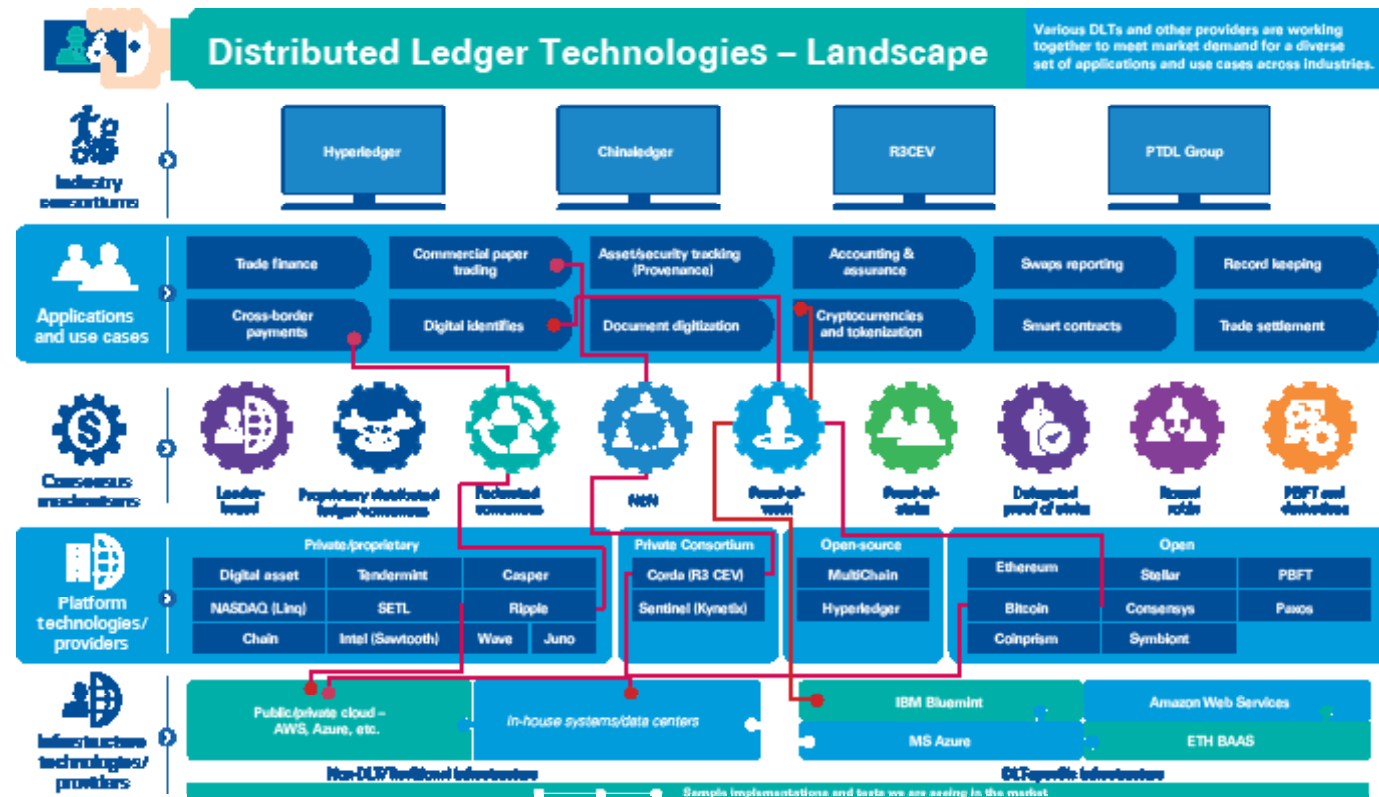 Distributed Ledger Technologies – Landscape
Various DLTs and other providers are working
together to meet market demand for a diverse
set of applications and use cases across industries.
Industry
consortiums
Hyperledger
Chinaledger
R3CEV
PTDL Group
Applications
and use cases
Trade finance
Commercial paper
trading
Asset/security tracking
(Provenance)
Accounting &
assurance
Swaps reporting
Record keeping
Cross-border
payments
Digital identifies
Document digitization
Cryptocurrencies
and tokenization
Smart contracts
Trade settlement
Consensus
mechanisms
Leader-
based
Proprietary distributed
ledger consensus
Federated
consensus
N2N
Proof-of-
work
Proof-of-
stake
Delegated
proof of stake
Round
robin
PBFT and
derivatives
Platform
technologies/
providers
Private/proprietary
Digital asset
Tendermint
Casper
NASDAQ (Linq)
SETL
Ripple
Chain
Intel (Sawtooth)
Wave
Juno
Private Consortium
Corda (R3 CEV)
Sentinel (Kynetix)
Open-source
MultiChain
Hyperledger
Open
Ethereum
Stellar
PBFT
Bitcoin
Consensys
Paxos
Coinprism
Symbiont
Infrastructure
technologies/
providers
Public/private cloud –
AWS, Azure, etc.
In-house systems/data centers
IBM Bluemint
Amazon Web Services
MS Azure
ETH BAAS
Non-DLT/Traditional Infrastructure
DLT-specific Infrastructure
Sample implementations and tests we are seeing in the market